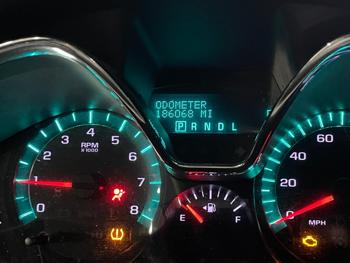 ODOMETER
186068 MI
P R N D L
0 1 2 3 4 5 6 7 8
RPM
X1000
E F
0 20 40 60
MPH